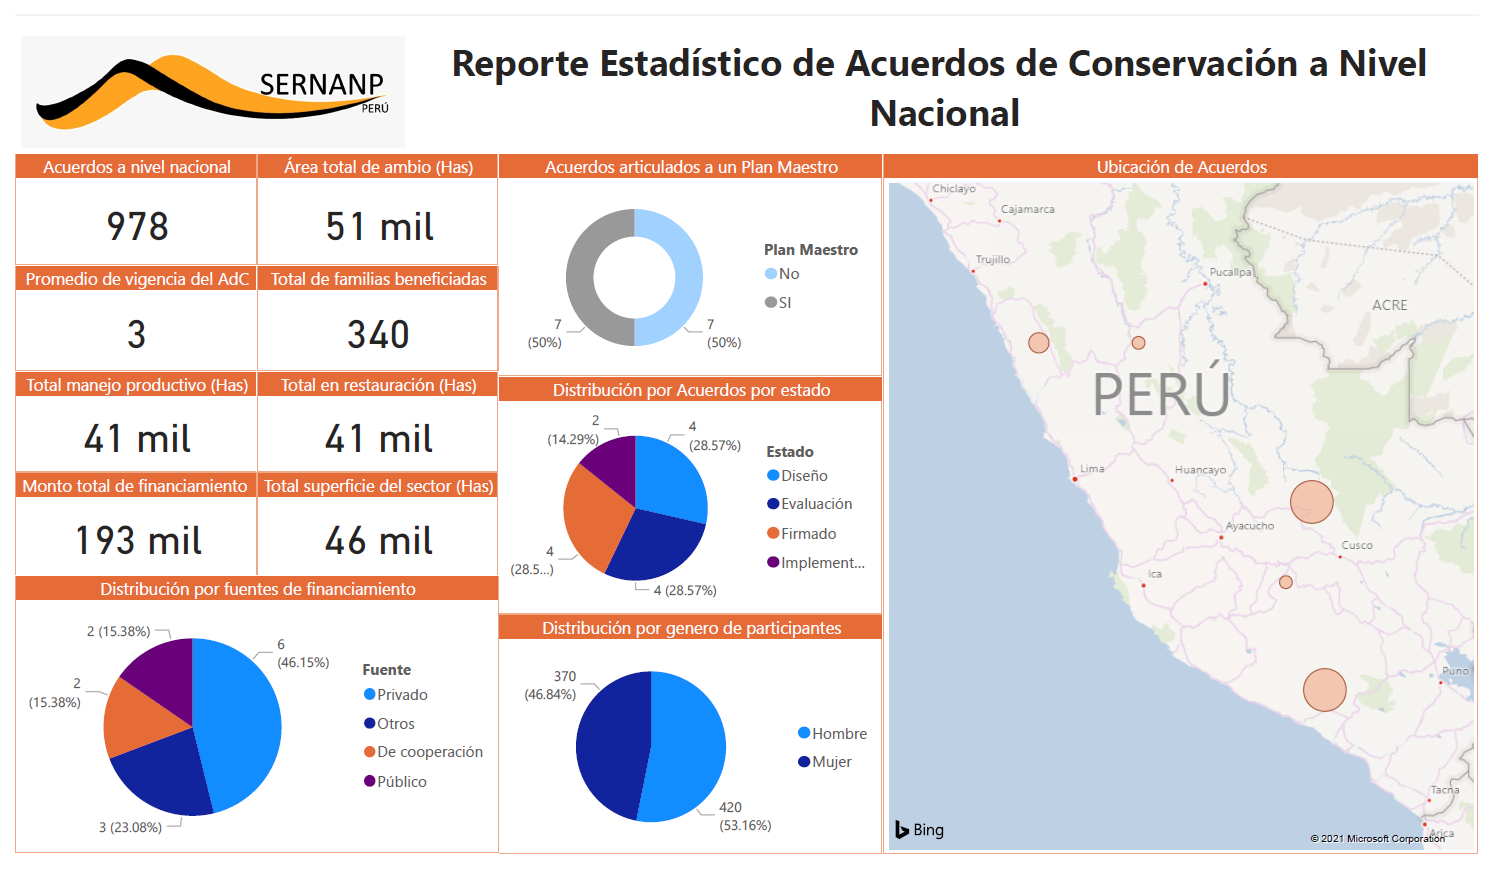 SERNANP
PERÚ
Reporte Estadístico de Acuerdos de Conservación a Nivel
Nacional
Acuerdos a nivel nacional
978
Área total de ambio (Has)
51 mil
Promedio de vigencia del AdC
3
Total de familias beneficiadas
340
Total manejo productivo (Has)
41 mil
Total en restauración (Has)
41 mil
Monto total de financiamiento
193 mil
Total superficie del sector (Has)
46 mil
Distribución por fuentes de financiamiento
2 (15.38%)
6
(46.15%)
2
(15.38%)
3 (23.08%)
Fuente
Privado
Otros
De cooperación
Público
Acuerdos articulados a un Plan Maestro
7
(50%)
7
(50%)
Plan Maestro
No
SI
Distribución por Acuerdos por estado
2
(14.29%)
4
(28.57%)
4
(28.5...)
4 (28.57%)
Estado
Diseño
Evaluación
Firmado
Implement...
Distribución por genero de participantes
370
(46.84%)
420
(53.16%)
Hombre
Mujer
Ubicación de Acuerdos
Chiclayo
Cajamarca
Trujillo
Pucallpa
ACRE
PERÚ
Lima
Huancayo
Ayacucho
Cusco
Ica
Puno
Tacna
Arica
Bing
© 2021 Microsoft Corporation